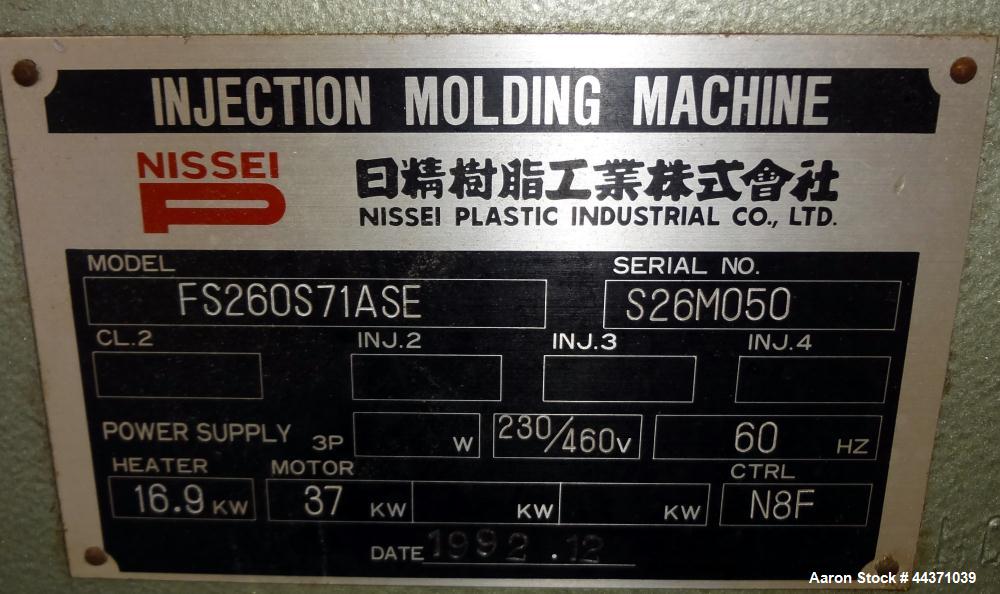 INJECTION MOLDING MACHINE
NISSEI
日精樹脂工業株式會社
NISSEI PLASTIC INDUSTRIAL CO., LTD.
MODEL SERIAL NO.
FS260S71ASE S26M050
CL.2 INJ.2 INJ.3 INJ.4
POWER SUPPLY 3P W 230/460V 60 HZ
HEATER MOTOR CTRL
16.9 KW 37 KW KW KW N8F
DATE 1992.12
Aaron Stock # 44371039